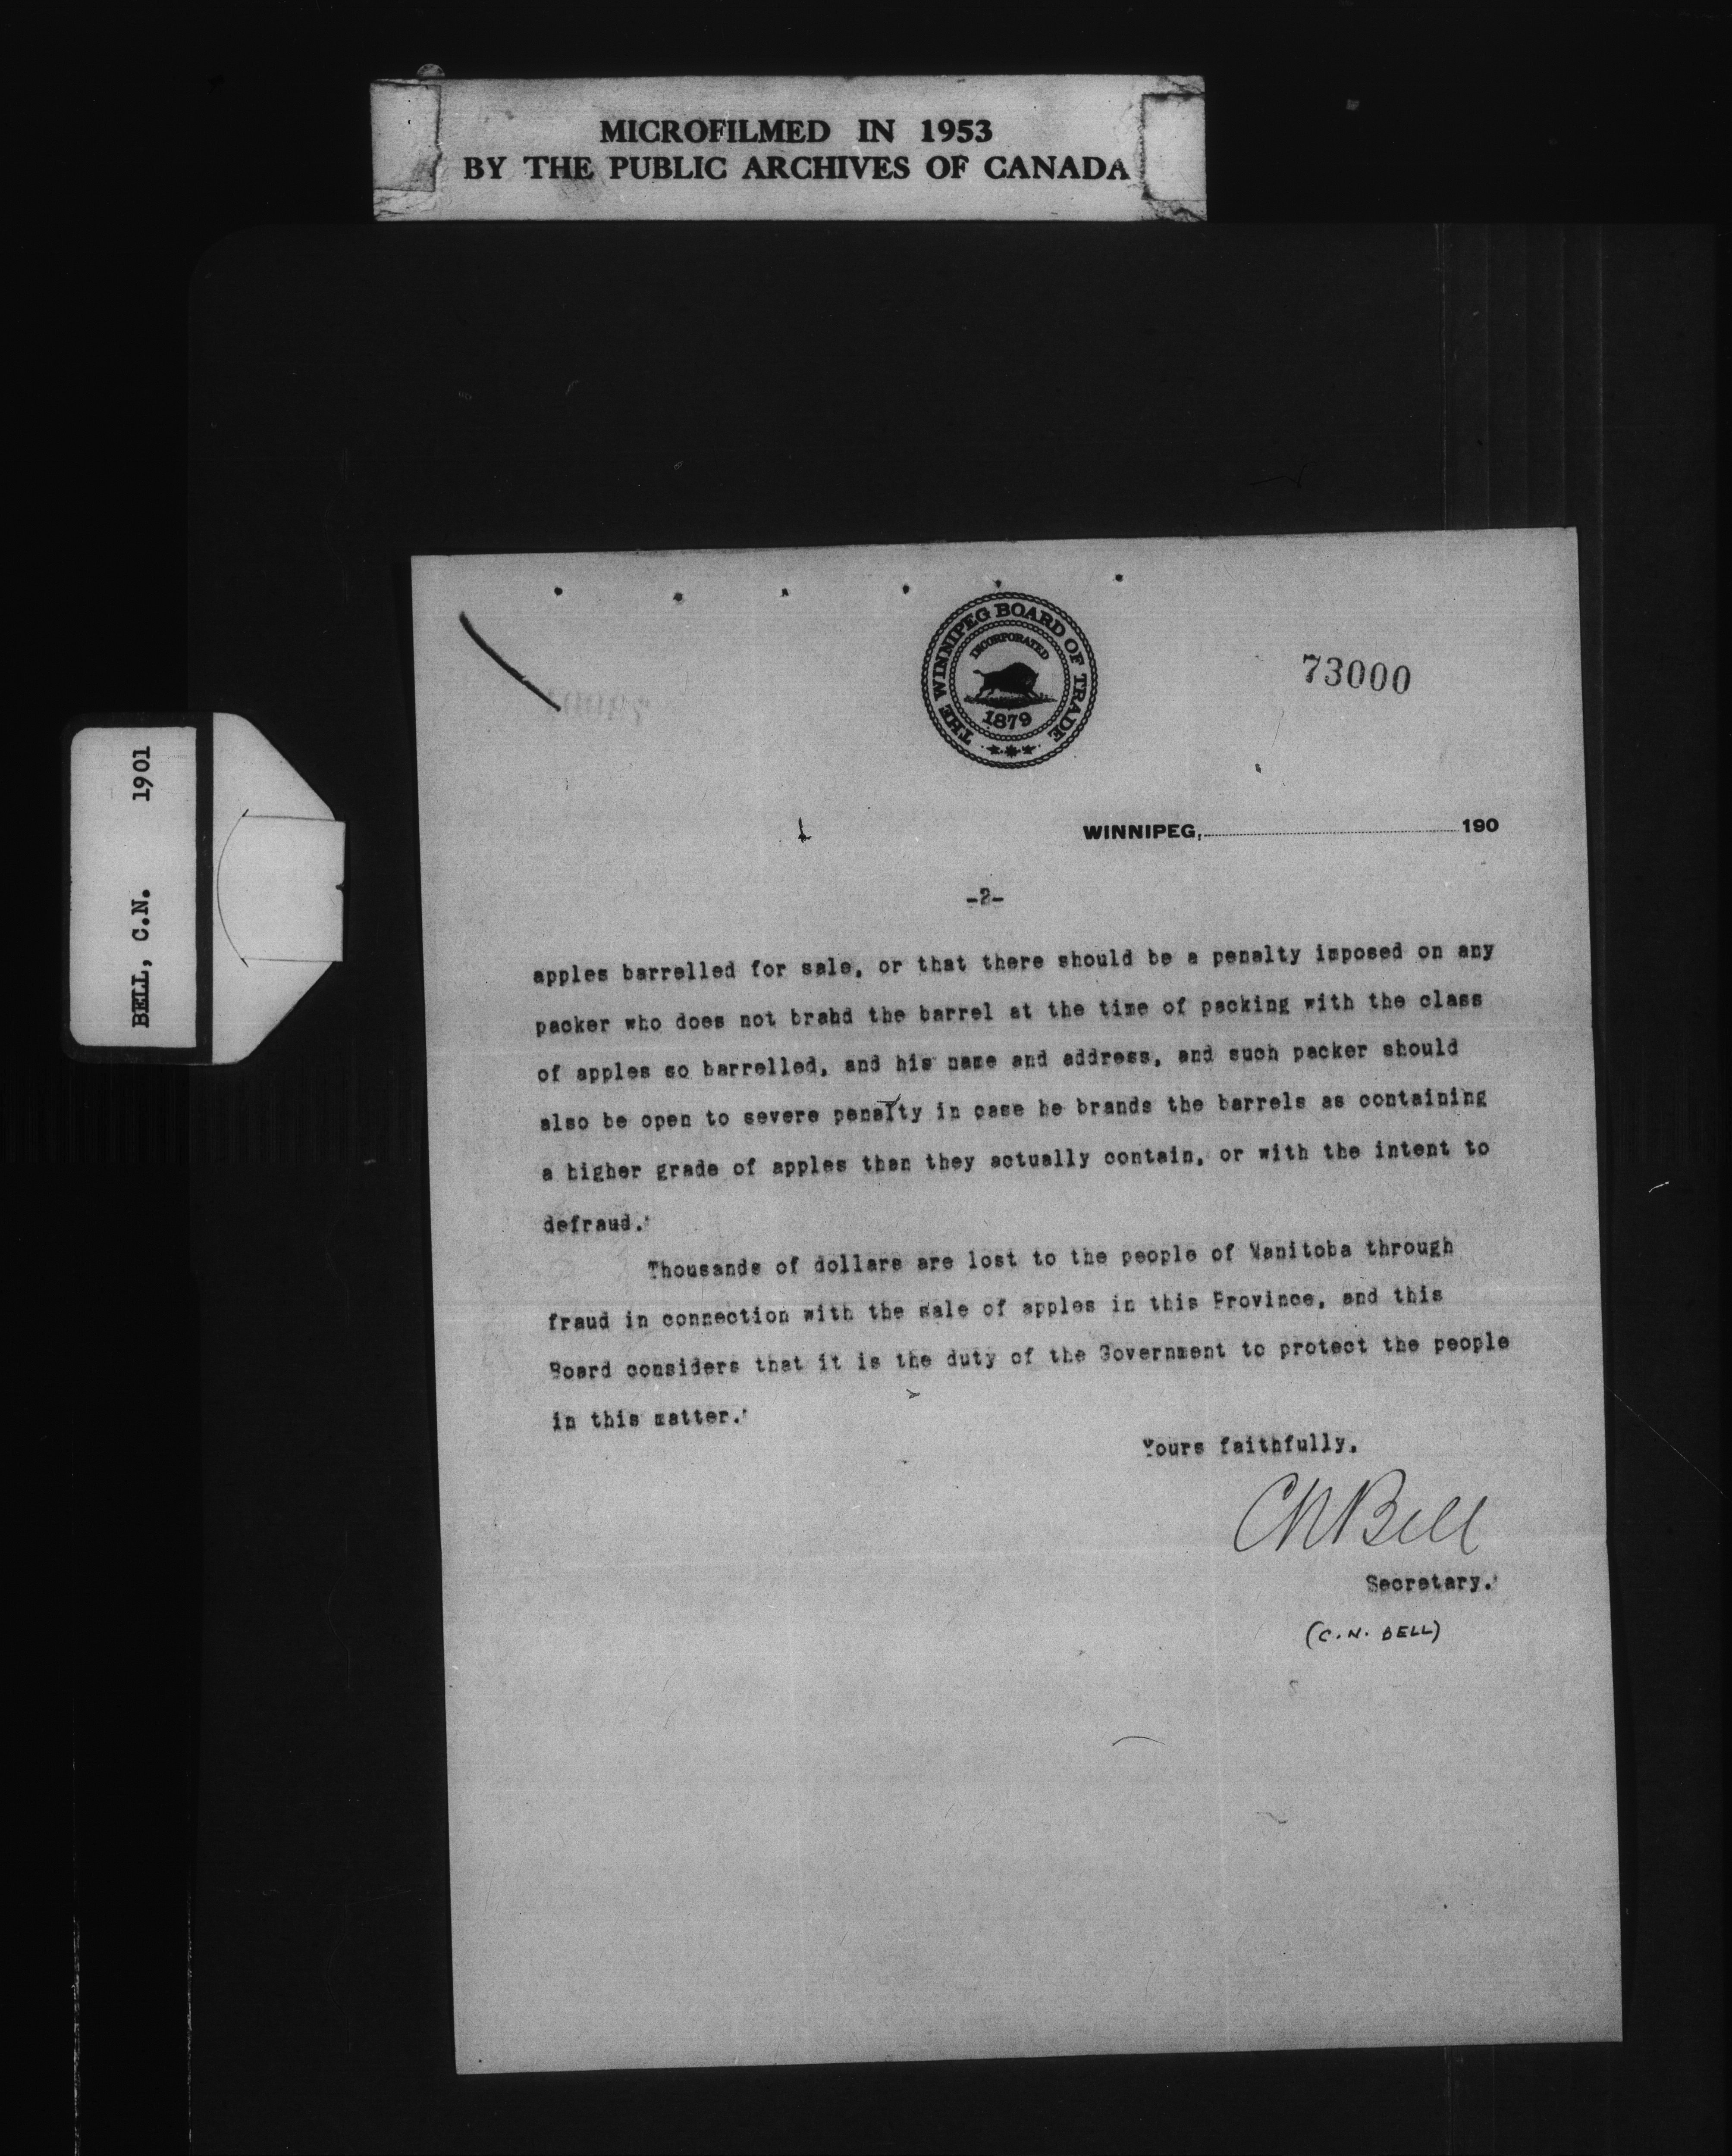 MICROFILMED IN 1953
BY THE PUBLIC ARCHIVES OF CANADA
BELL, C.N. 1901
THE WINNIPEG BOARD OF TRADE
INCORPORATED
1879
73000
WINNIPEG, 190
-2-
apples barrelled for sale, or that there should be a penalty imposed on any
packer who does not brahd the barrel at the time of packing with the class
of apples so barrelled, and his name and address, and such packer should
also be open to severe penalty in case he brands the barrels as containing
a higher grade of apples than they actually contain, or with the intent to
defraud.
Thousands of dollars are lost to the people of Manitoba through
fraud in connection with the sale of apples in this Province, and this
Board considers that it is the duty of the Government to protect the people
in this matter.
Yours faithfully,
CNBell
Secretary.
(C.N. BELL)